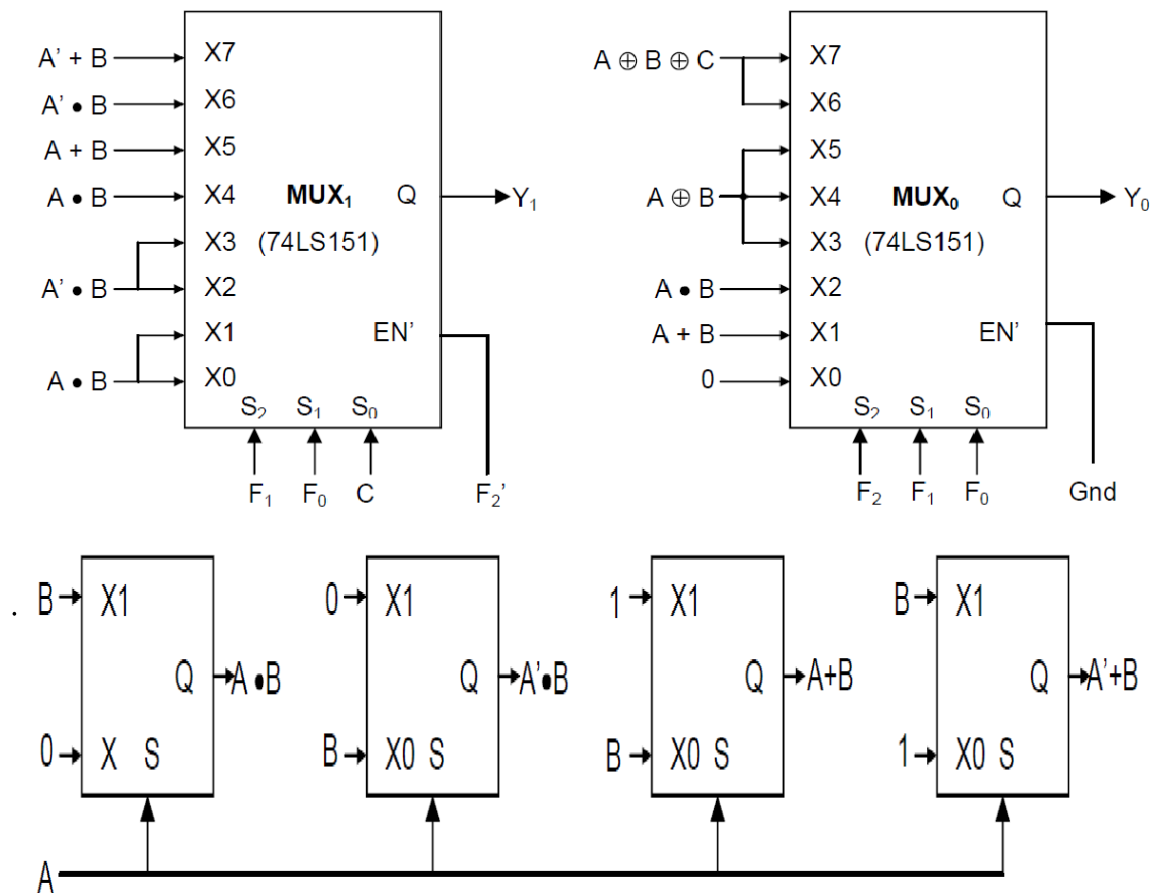 A' + B
X7
A' • B
X6
A + B
X5
A • B
X4
MUX₁
Q
Y₁
X3
(74LS151)
A' • B
X2
X1
EN'
A • B
X0
S₂
S₁
S₀
F₁
F₀
C
F₂'
A ⊕ B ⊕ C
X7
X6
X5
A ⊕ B
X4
MUX₀
Q
Y₀
X3
(74LS151)
A • B
X2
A + B
X1
EN'
0
X0
S₂
S₁
S₀
F₂
F₁
F₀
Gnd
.
B
X1
Q
A•B
0
X
S
0
X1
Q
A'•B
B
X0
S
1
X1
Q
A+B
B
X0
S
B
X1
Q
A'+B
1
X0
S
A